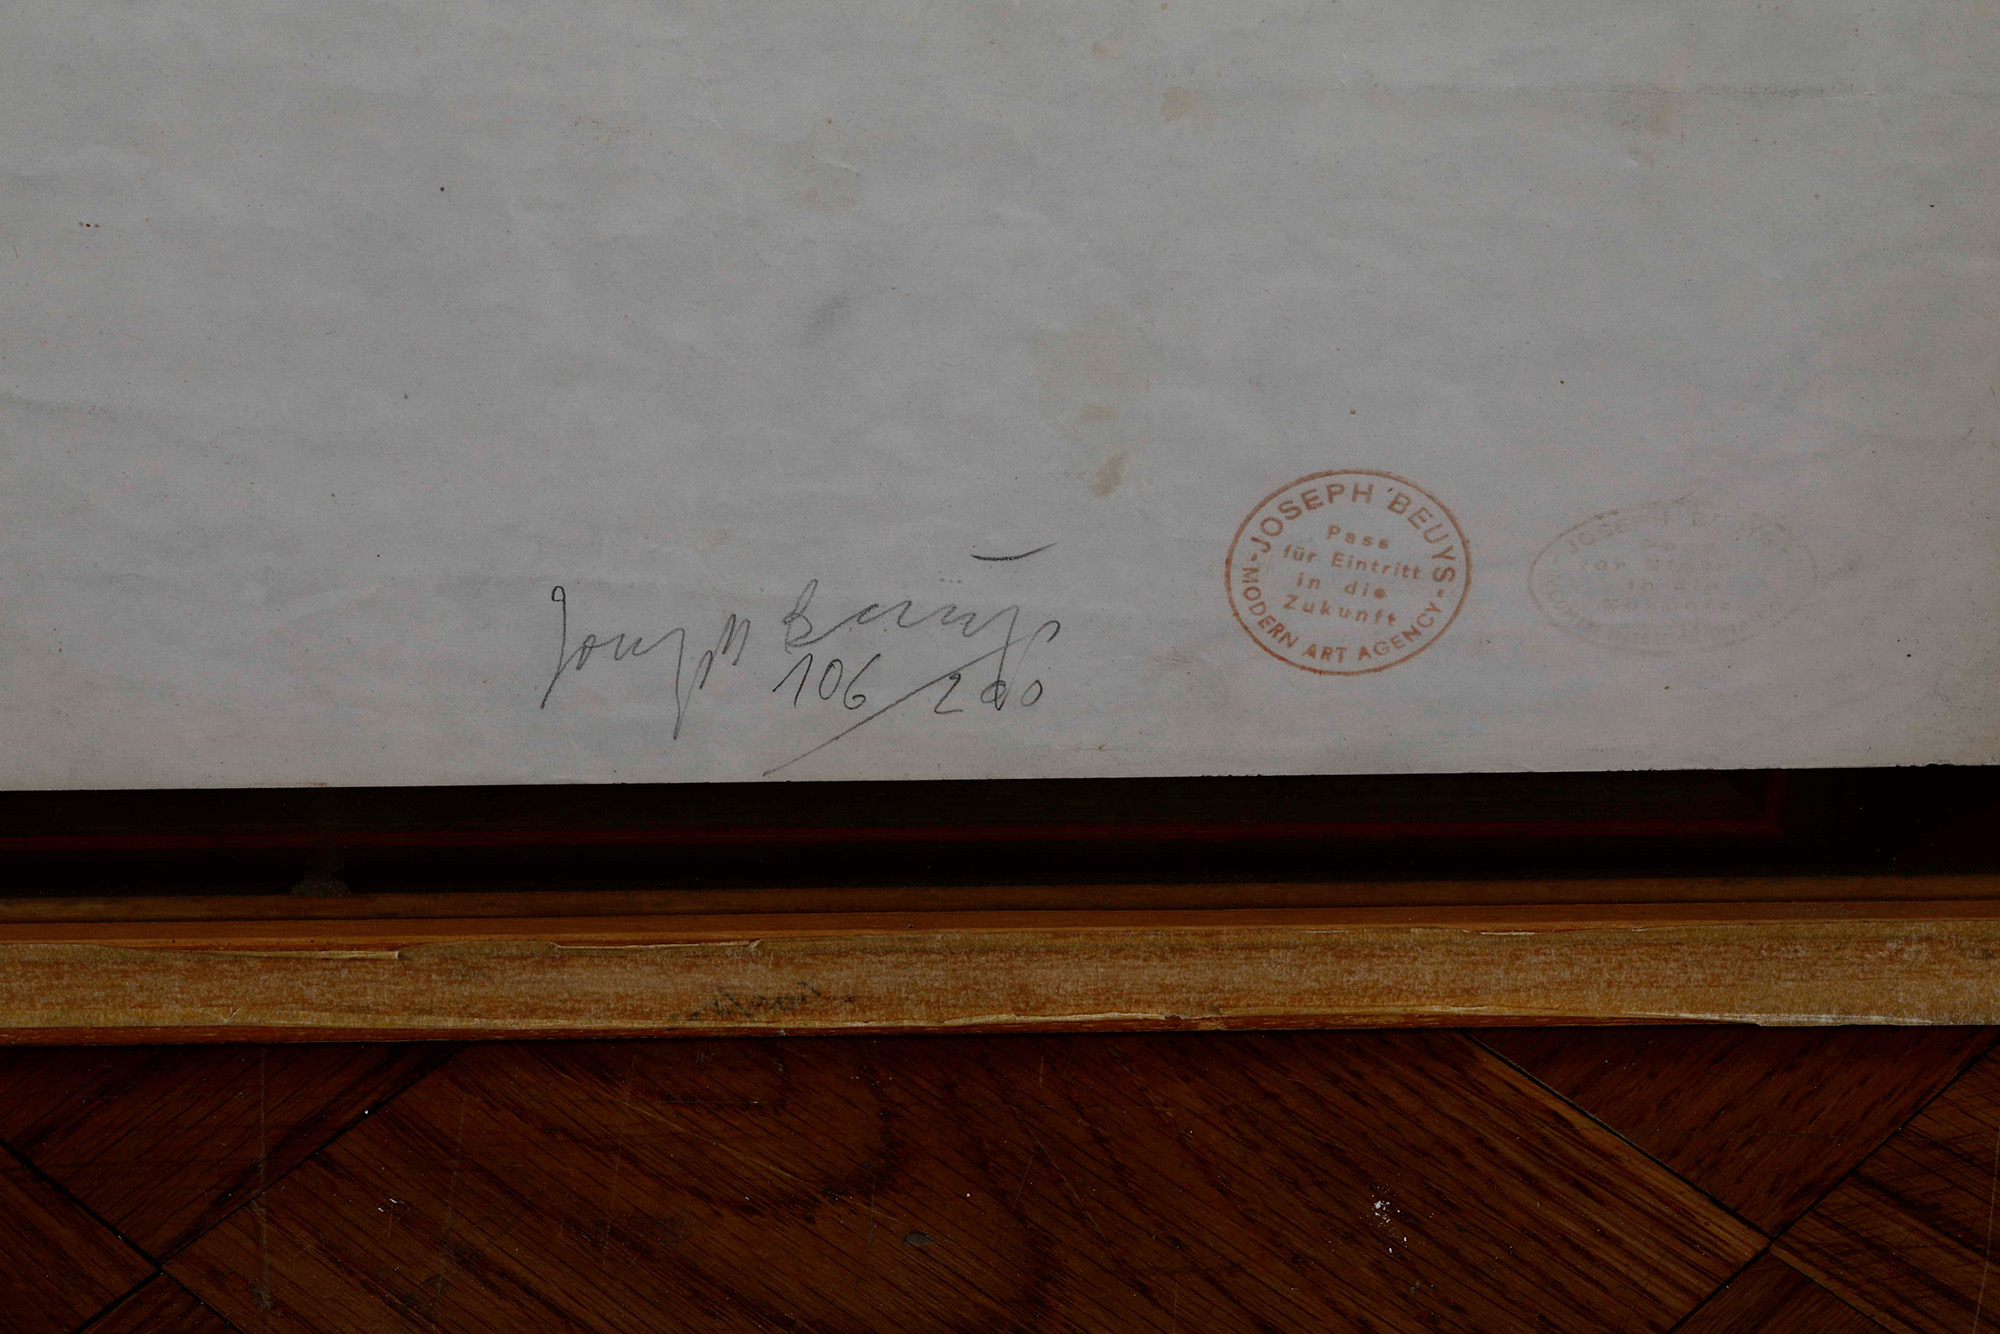 Joseph Beuys
106/200
JOSEPH BEUYS
Pass
für Eintritt
in die
Zukunft
-MODERN ART AGENCY-